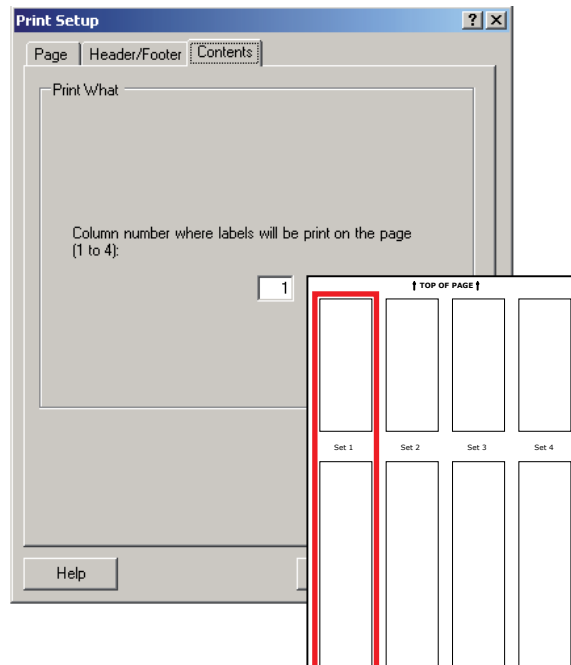 Print Setup
Page Header/Footer Contents
Print What
Column number where labels will be print on the page
(1 to 4):
1
TOP OF PAGE
Set 1 Set 2 Set 3 Set 4
Help